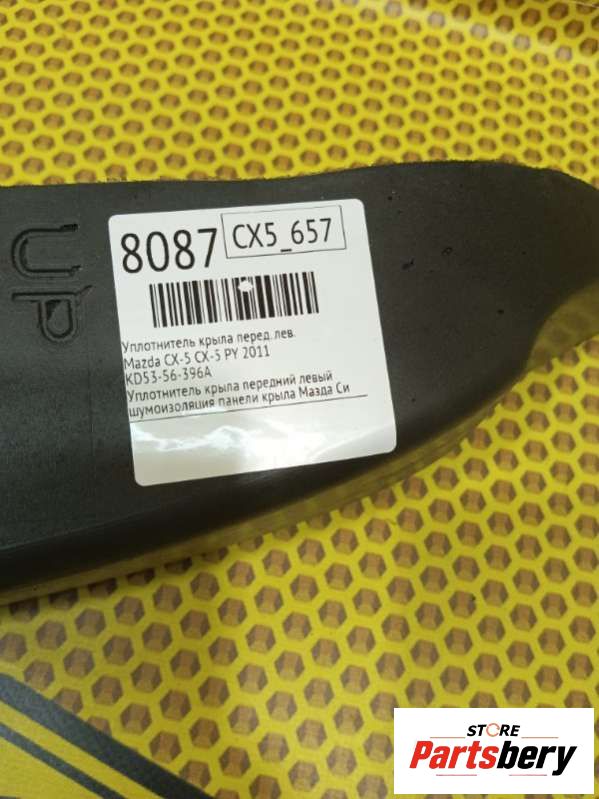 UP
8087 CX5_657
Уплотнитель крыла перед. лев.
Mazda CX-5 CX-5 PY 2011
KD53-56-396A
Уплотнитель крыла передний левый
шумоизоляция панели крыла Мазда Си
STORE
Partsbery